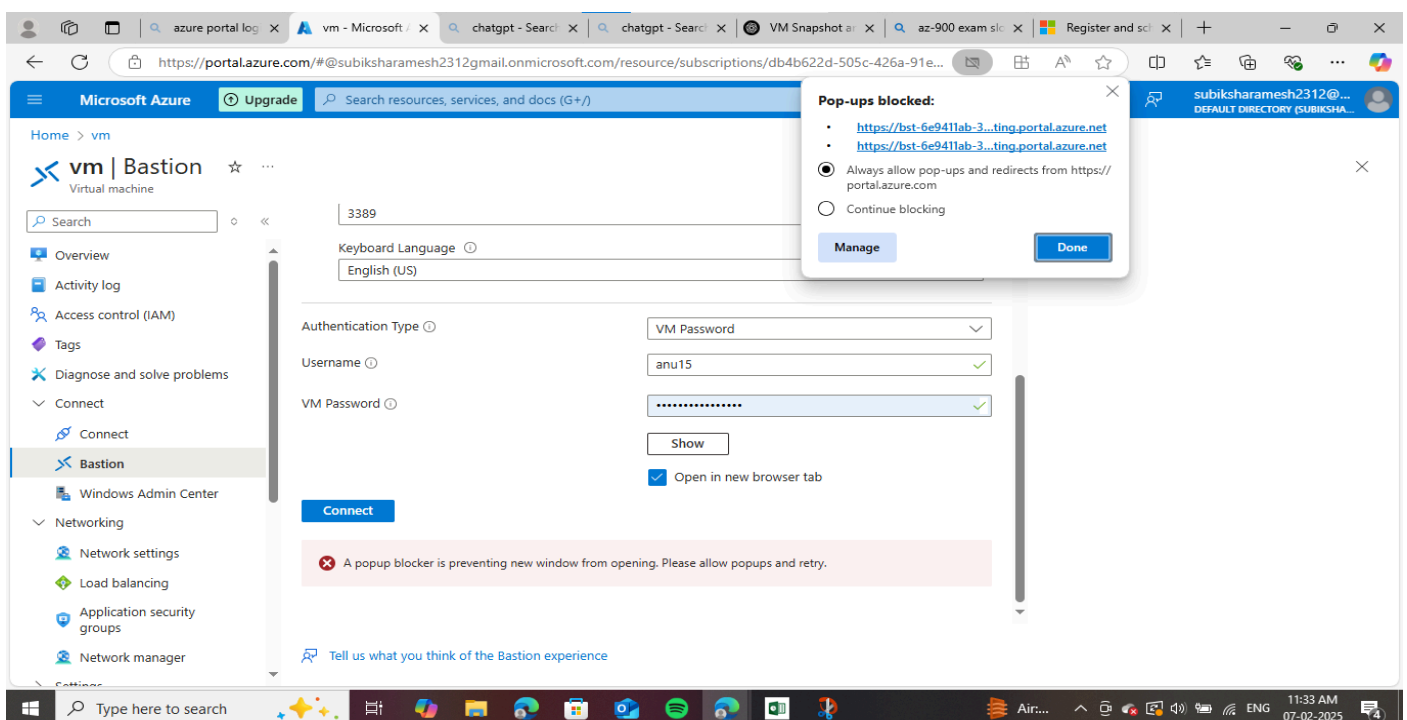 azure portal log
vm - Microsoft A
chatgpt - Search
chatgpt - Search
VM Snapshot ar
az-900 exam slo
Register and sch
https://portal.azure.com/#@subiksharamesh2312gmail.onmicrosoft.com/resource/subscriptions/db4b622d-505c-426a-91e...
Microsoft Azure
Upgrade
Search resources, services, and docs (G+/)
subiksharamesh2312@...
DEFAULT DIRECTORY (SUBIKSHA...
Pop-ups blocked:
https://bst-6e9411ab-3...ting.portal.azure.net
https://bst-6e9411ab-3...ting.portal.azure.net
Always allow pop-ups and redirects from https://
portal.azure.com
Continue blocking
Manage
Done
Home > vm
vm | Bastion
Virtual machine
Search
Overview
Activity log
Access control (IAM)
Tags
Diagnose and solve problems
Connect
Connect
Bastion
Windows Admin Center
Networking
Network settings
Load balancing
Application security
groups
Network manager
Settings
3389
Keyboard Language
English (US)
Authentication Type
VM Password
Username
anu15
VM Password
••••••••••••••••
Show
Open in new browser tab
Connect
A popup blocker is preventing new window from opening. Please allow popups and retry.
Tell us what you think of the Bastion experience
Type here to search
Air:...
ENG
11:33 AM
07-02-2025
4